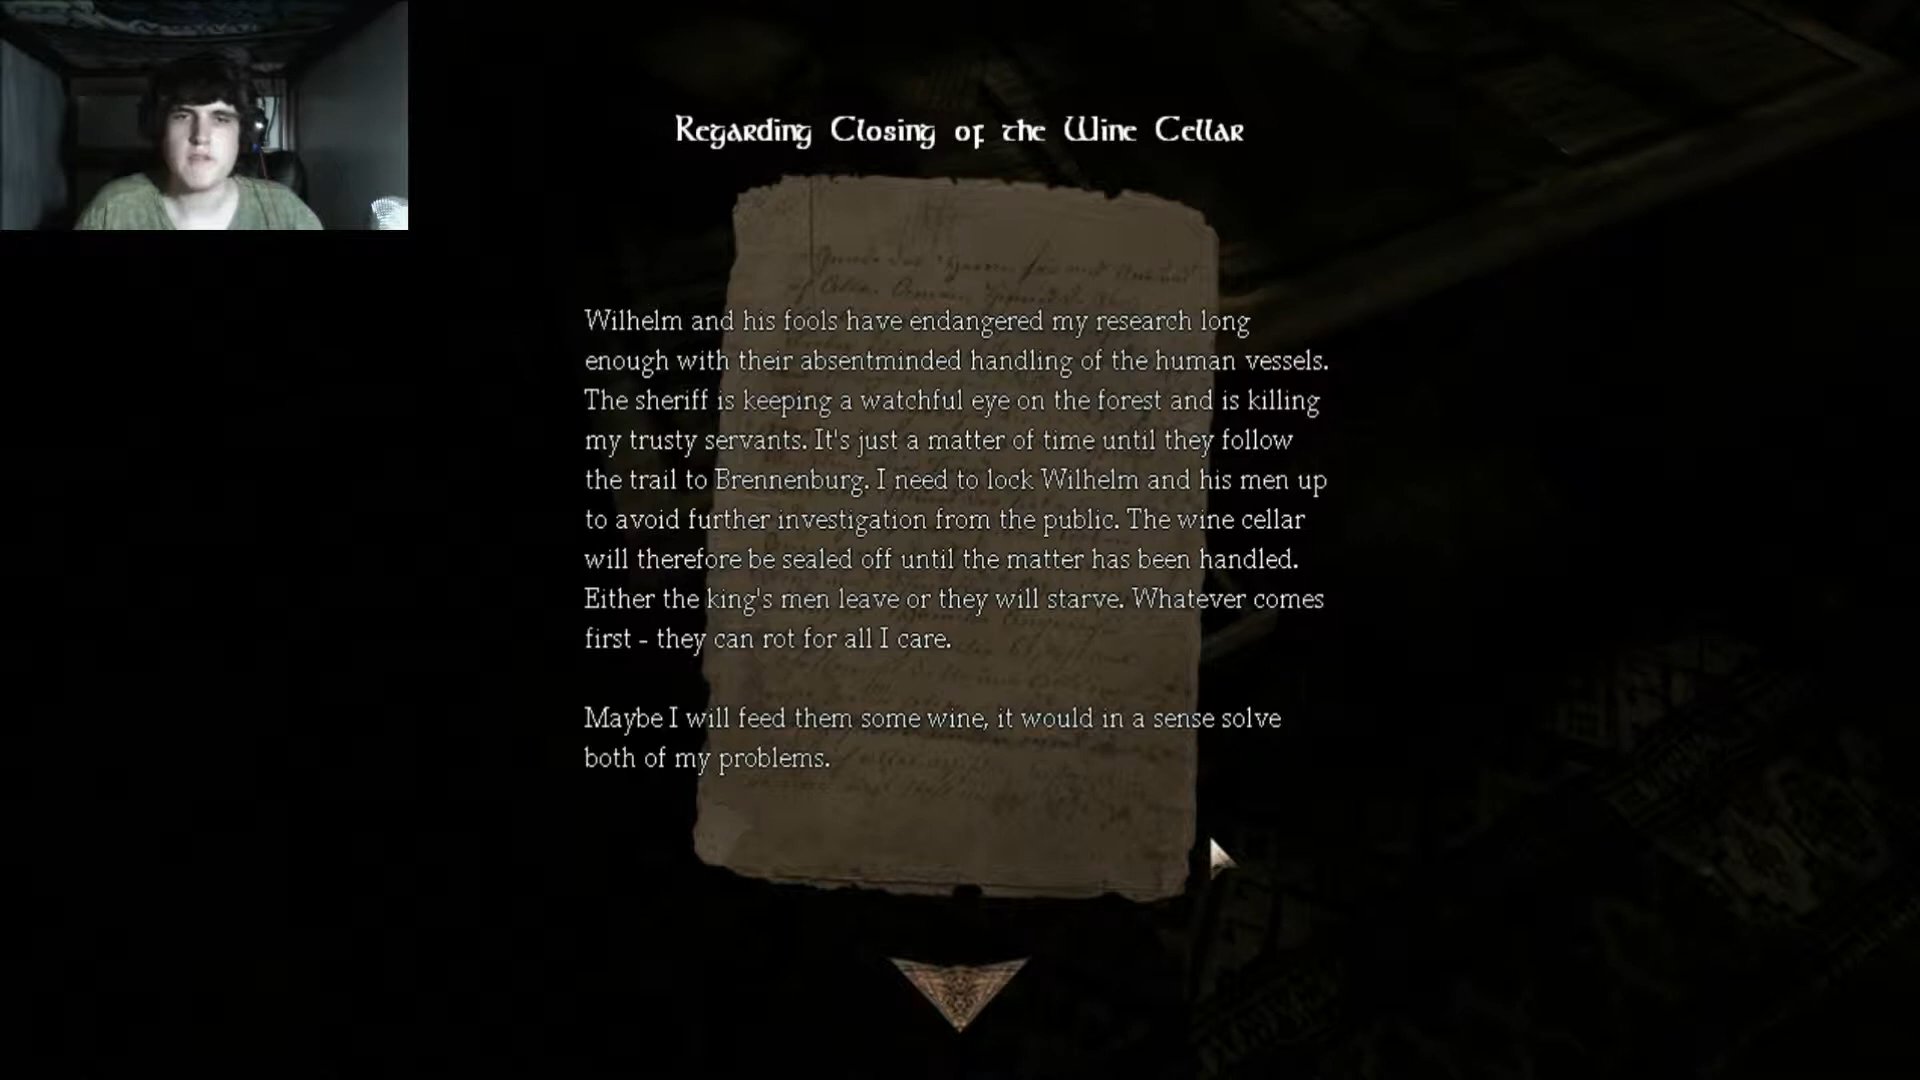 Regarding Closing of the Wine Cellar
Wilhelm and his fools have endangered my research long
enough with their absentminded handling of the human vessels.
The sheriff is keeping a watchful eye on the forest and is killing
my trusty servants. It's just a matter of time until they follow
the trail to Brennenburg. I need to lock Wilhelm and his men up
to avoid further investigation from the public. The wine cellar
will therefore be sealed off until the matter has been handled.
Either the king's men leave or they will starve. Whatever comes
first - they can rot for all I care.
Maybe I will feed them some wine, it would in a sense solve
both of my problems.